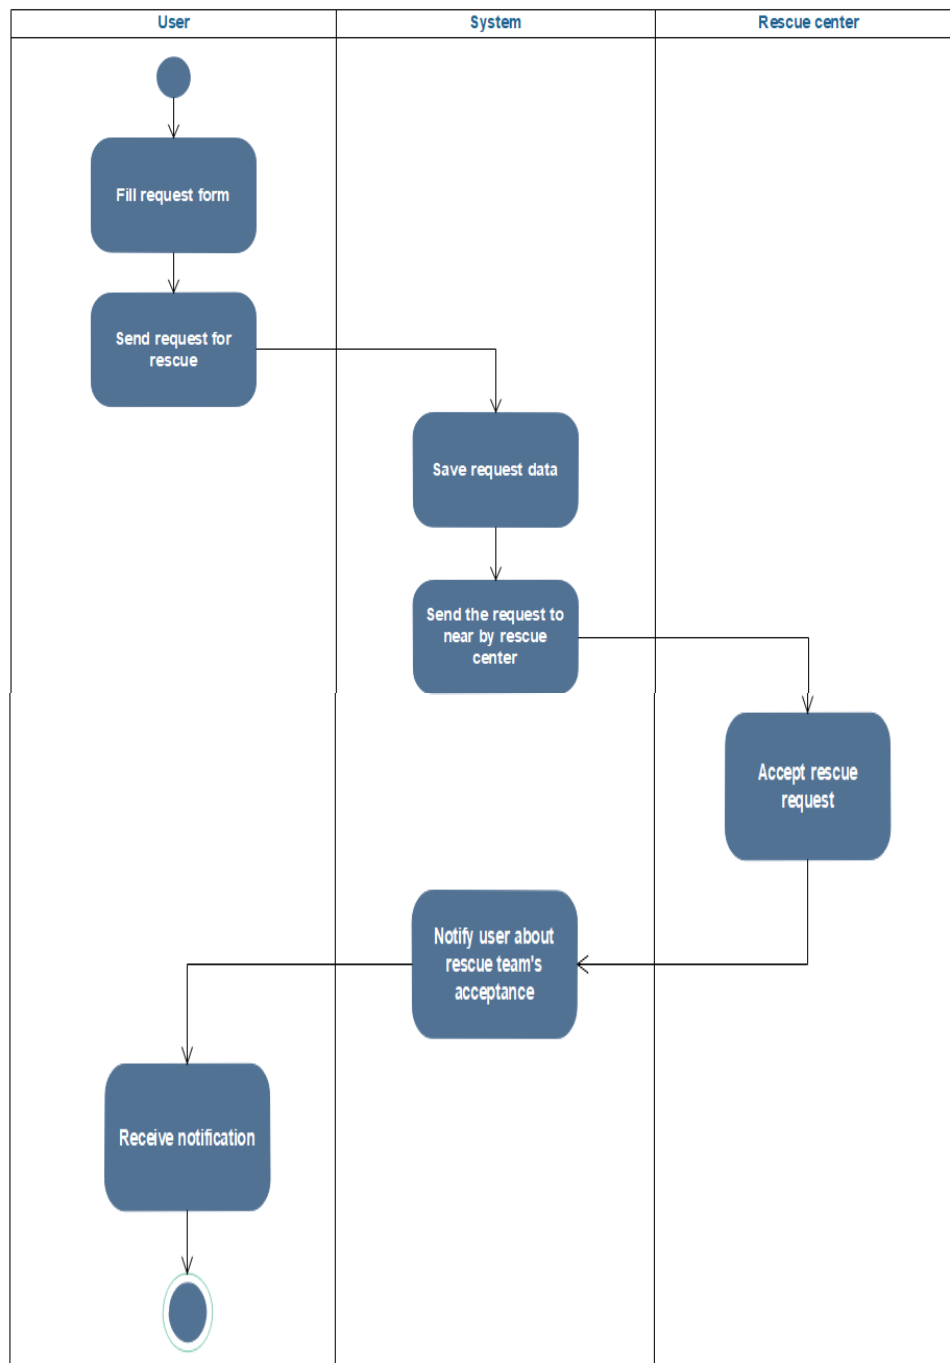 User
System
Rescue center
Fill request form
Send request for
rescue
Save request data
Send the request to
near by rescue
center
Accept rescue
request
Notify user about
rescue team's
acceptance
Receive notification